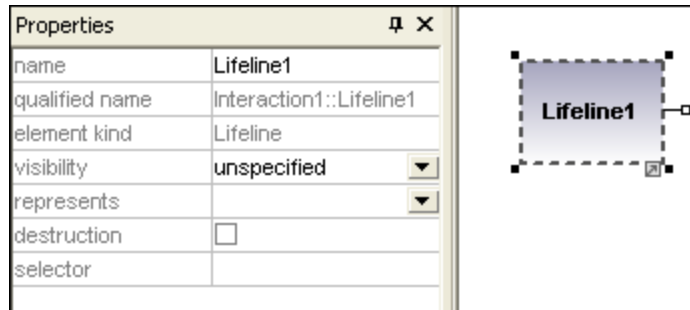 Properties
name Lifeline1
qualified name Interaction1::Lifeline1
element kind Lifeline
visibility unspecified
represents
destruction
selector
Lifeline1